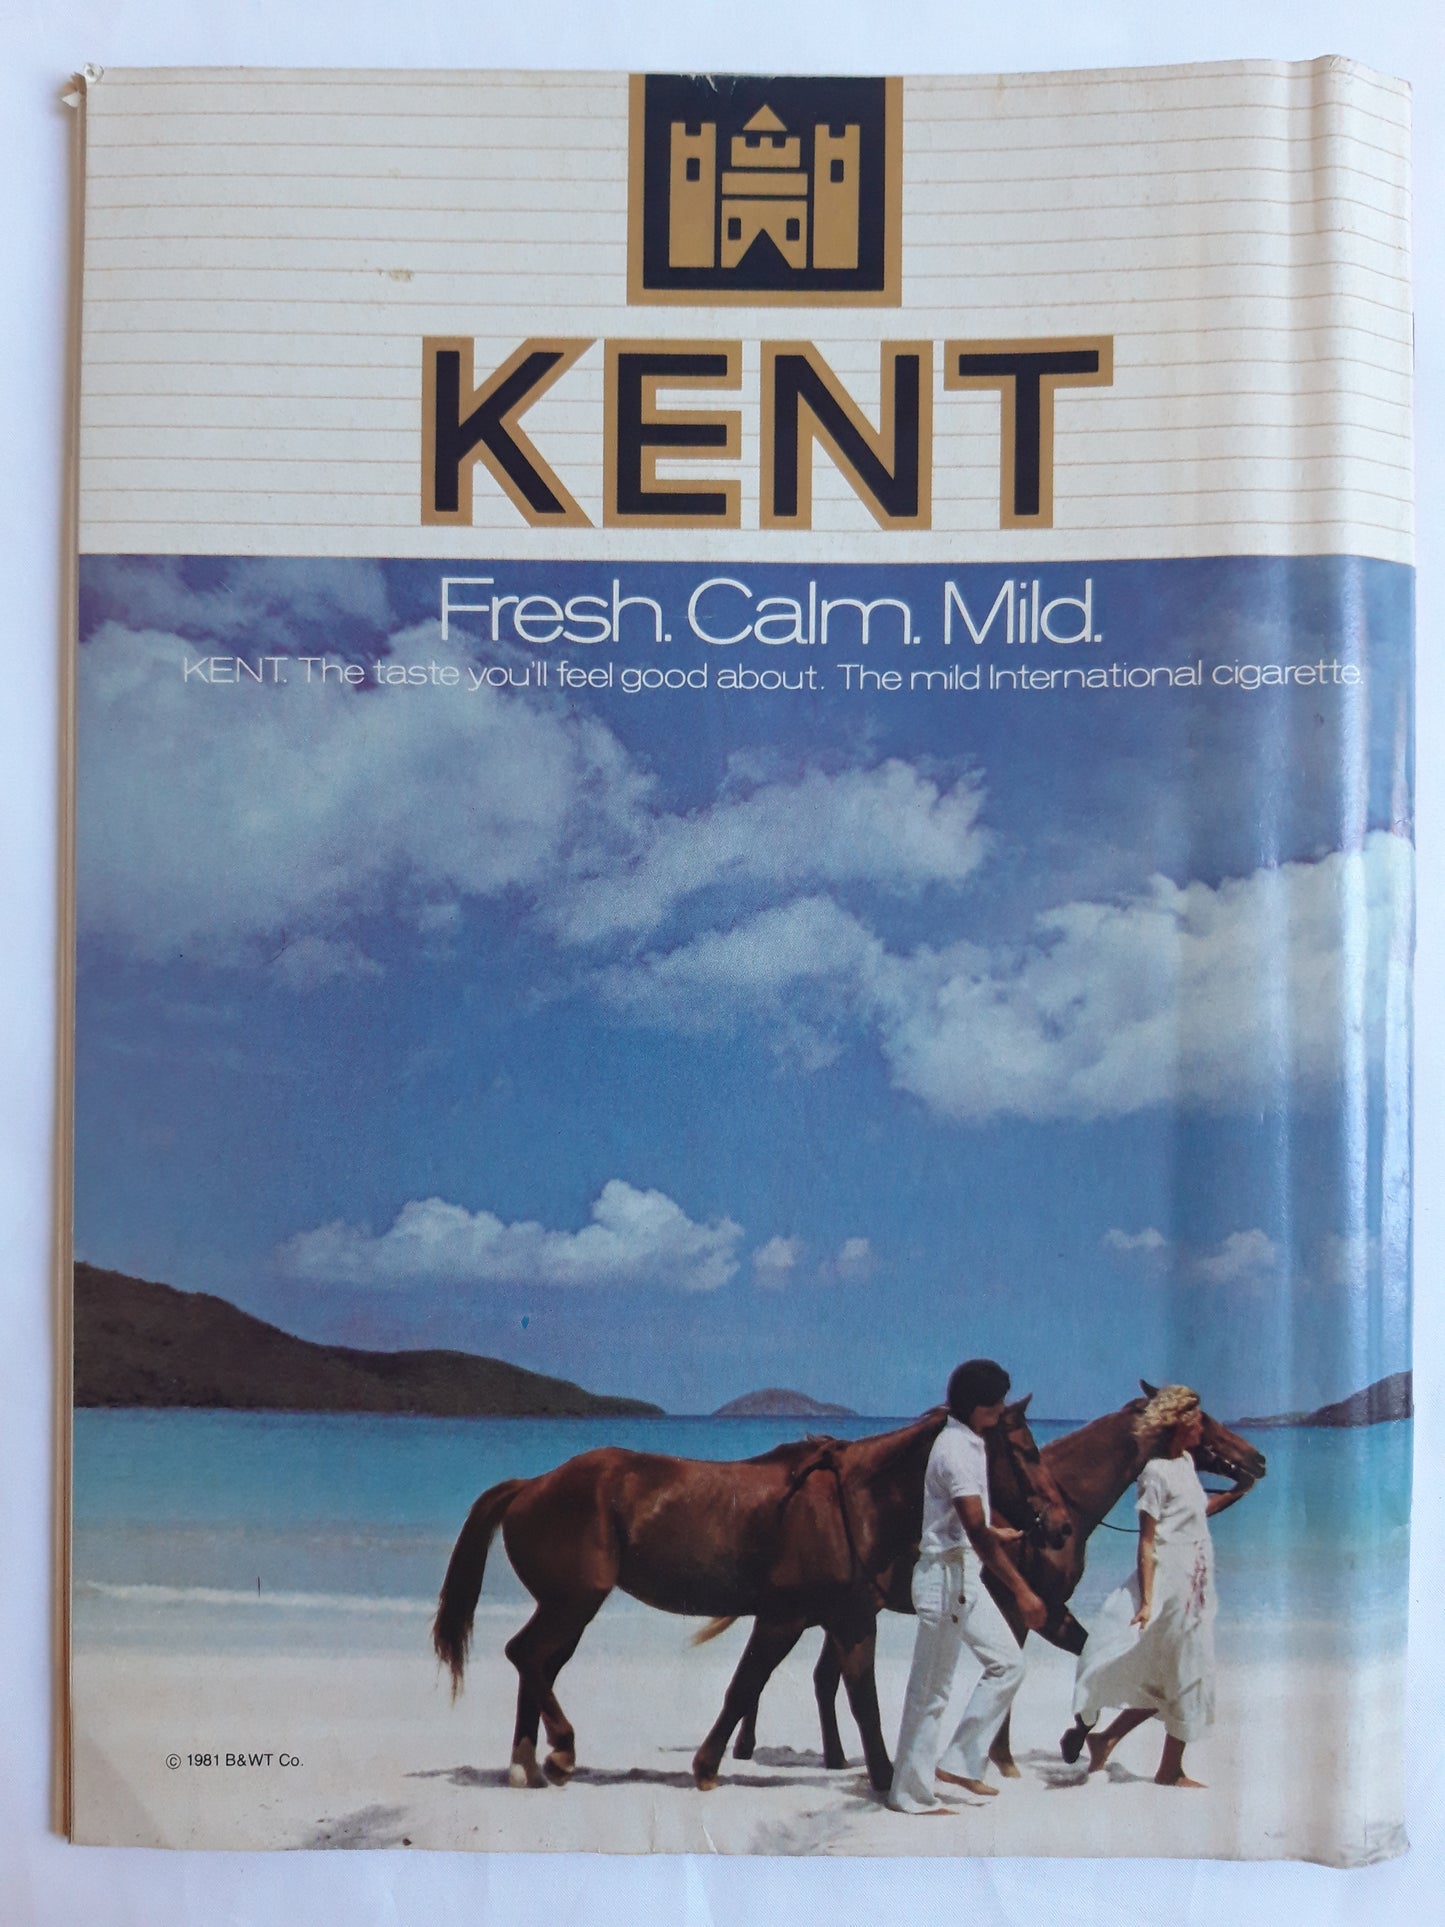 KENT
Fresh. Calm. Mild.
KENT. The taste you'll feel good about. The mild International cigarette.
© 1981 B&WT Co.